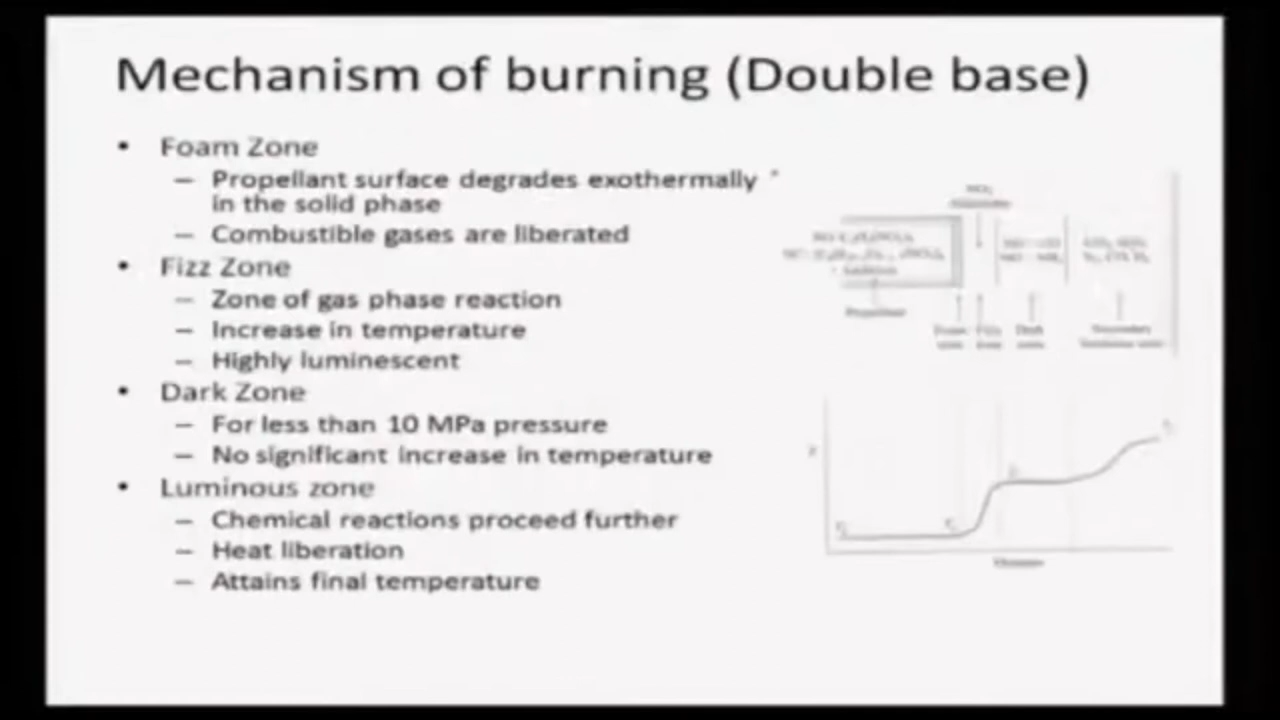 Mechanism of burning (Double base)
• Foam Zone
– Propellant surface degrades exothermally
in the solid phase
– Combustible gases are liberated
• Fizz Zone
– Zone of gas phase reaction
– Increase in temperature
– Highly luminescent
• Dark Zone
– For less than 10 MPa pressure
– No significant increase in temperature
• Luminous zone
– Chemical reactions proceed further
– Heat liberation
– Attains final temperature
Propellant
Dark